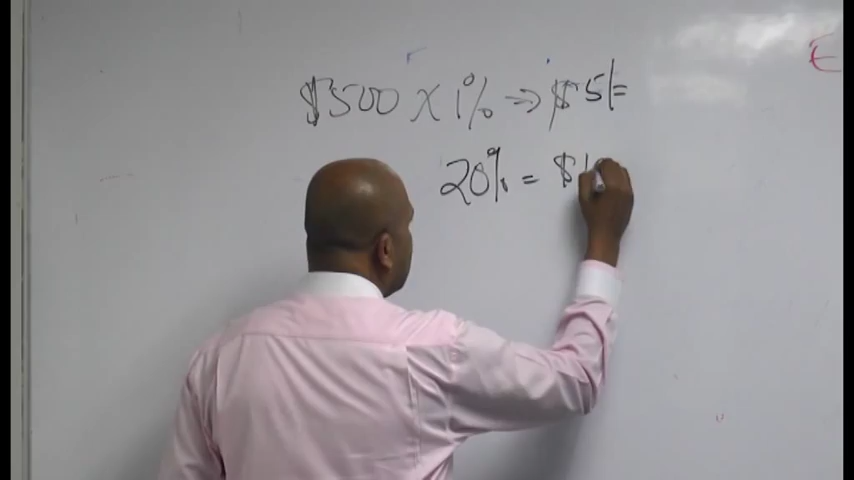 $500 x 1% => $5/=
20% = $1
E